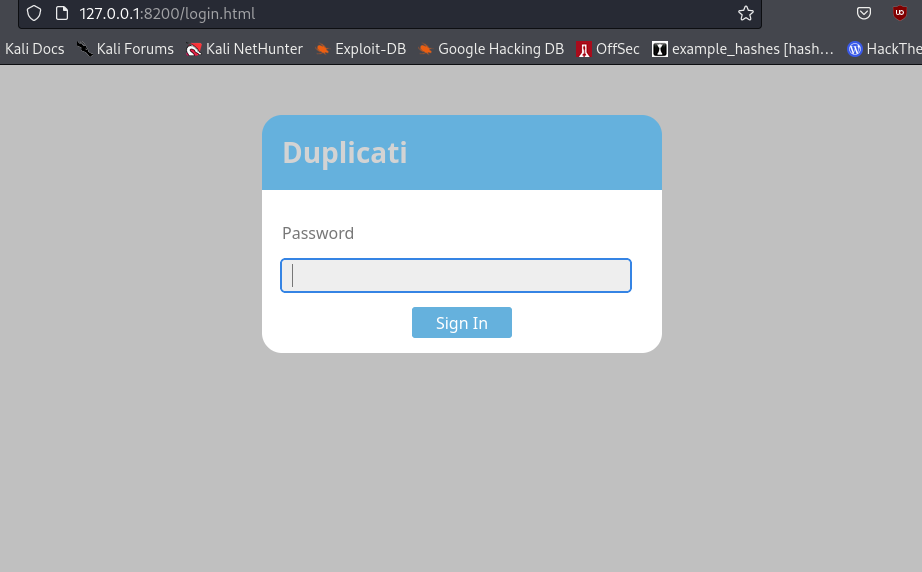 127.0.0.1:8200/login.html
Kali Docs Kali Forums Kali NetHunter Exploit-DB Google Hacking DB OffSec example_hashes [hash… HackThe
Duplicati
Password
Sign In